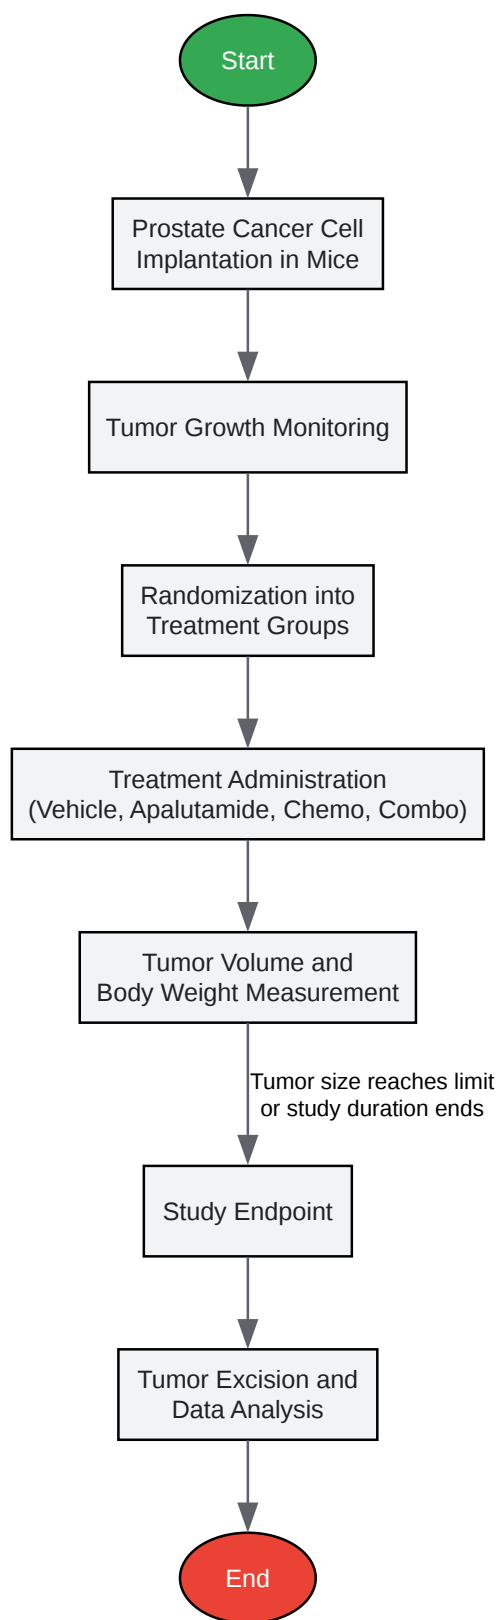 Start
Prostate Cancer Cell
Implantation in Mice
Tumor Growth Monitoring
Randomization into
Treatment Groups
Treatment Administration
(Vehicle, Apalutamide, Chemo, Combo)
Tumor Volume and
Body Weight Measurement
Tumor size reaches limit
or study duration ends
Study Endpoint
Tumor Excision and
Data Analysis
End